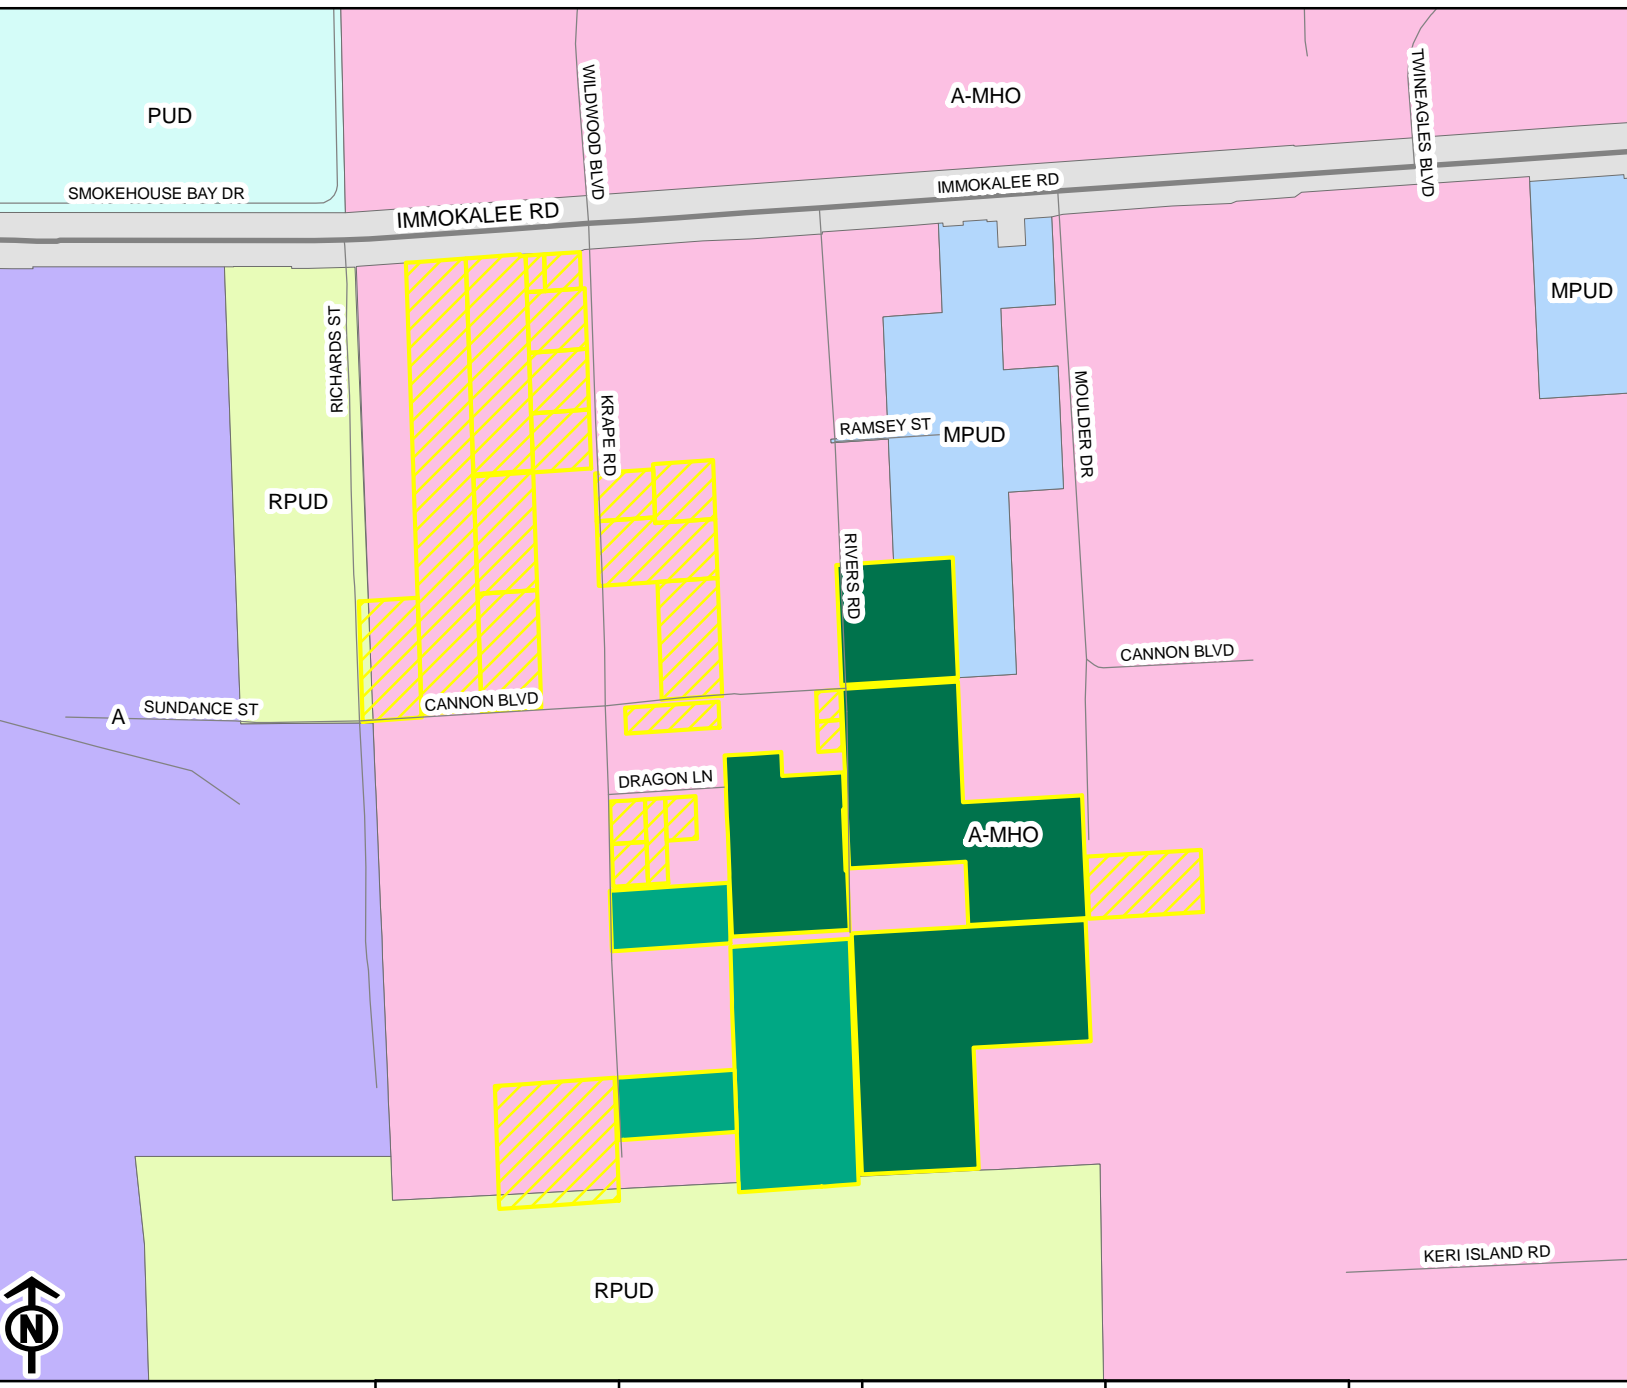 WILDWOOD BLVD
TWINEAGLES BLVD
A-MHO
PUD
SMOKEHOUSE BAY DR
IMMOKALEE RD
IMMOKALEE RD
MPUD
RICHARDS ST
KRAPE RD
MOULDER DR
RAMSEY ST
MPUD
RPUD
RIVERS RD
CANNON BLVD
SUNDANCE ST
A
CANNON BLVD
DRAGON LN
A-MHO
KERI ISLAND RD
RPUD
N